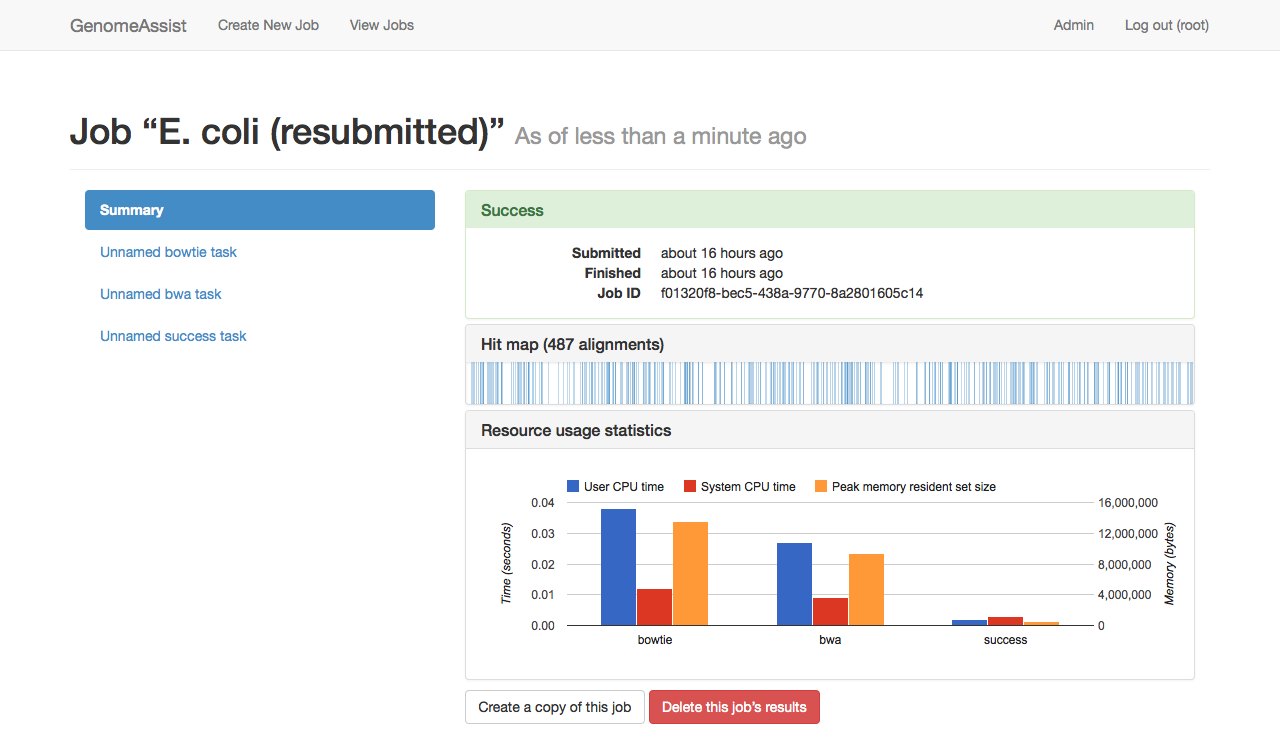 GenomeAssist Create New Job View Jobs Admin Log out (root)
Job “E. coli (resubmitted)” As of less than a minute ago
Summary
Unnamed bowtie task
Unnamed bwa task
Unnamed success task
Success
Submitted about 16 hours ago
Finished about 16 hours ago
Job ID f01320f8-bec5-438a-9770-8a2801605c14
Hit map (487 alignments)
Resource usage statistics
User CPU time System CPU time Peak memory resident set size
0.04 16,000,000
0.03 12,000,000
0.02 8,000,000
0.01 4,000,000
0.00 0
Time (seconds)
Memory (bytes)
bowtie bwa success
Create a copy of this job Delete this job’s results